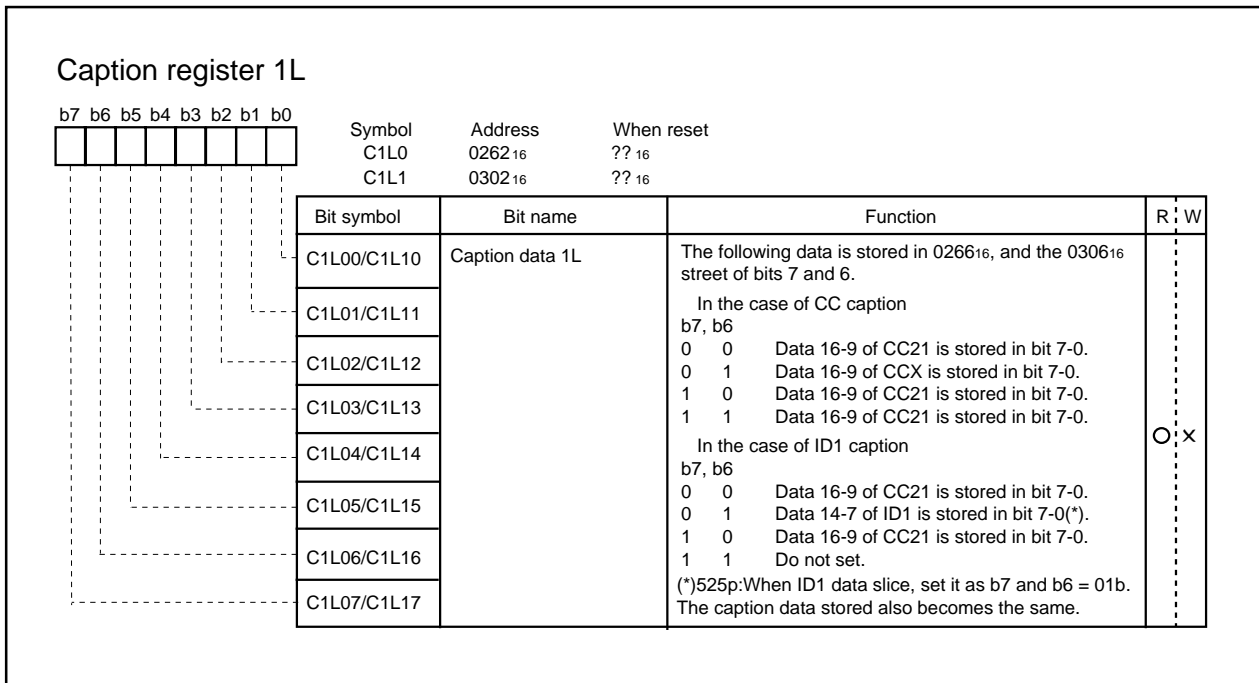 Caption register 1L
b7 b6 b5 b4 b3 b2 b1 b0
Symbol Address When reset
C1L0 026216 ?? 16
C1L1 030216 ?? 16
Bit symbol Bit name Function R W
C1L00/C1L10 Caption data 1L The following data is stored in 026616, and the 030616
street of bits 7 and 6.
In the case of CC caption
C1L01/C1L11
b7, b6
0 0 Data 16-9 of CC21 is stored in bit 7-0.
C1L02/C1L12
0 1 Data 16-9 of CCX is stored in bit 7-0.
1 0 Data 16-9 of CC21 is stored in bit 7-0.
C1L03/C1L13
1 1 Data 16-9 of CC21 is stored in bit 7-0.
O X
In the case of ID1 caption
C1L04/C1L14
b7, b6
0 0 Data 16-9 of CC21 is stored in bit 7-0.
C1L05/C1L15
0 1 Data 14-7 of ID1 is stored in bit 7-0(*).
1 0 Data 16-9 of CC21 is stored in bit 7-0.
C1L06/C1L16
1 1 Do not set.
(*)525p:When ID1 data slice, set it as b7 and b6 = 01b.
C1L07/C1L17
The caption data stored also becomes the same.